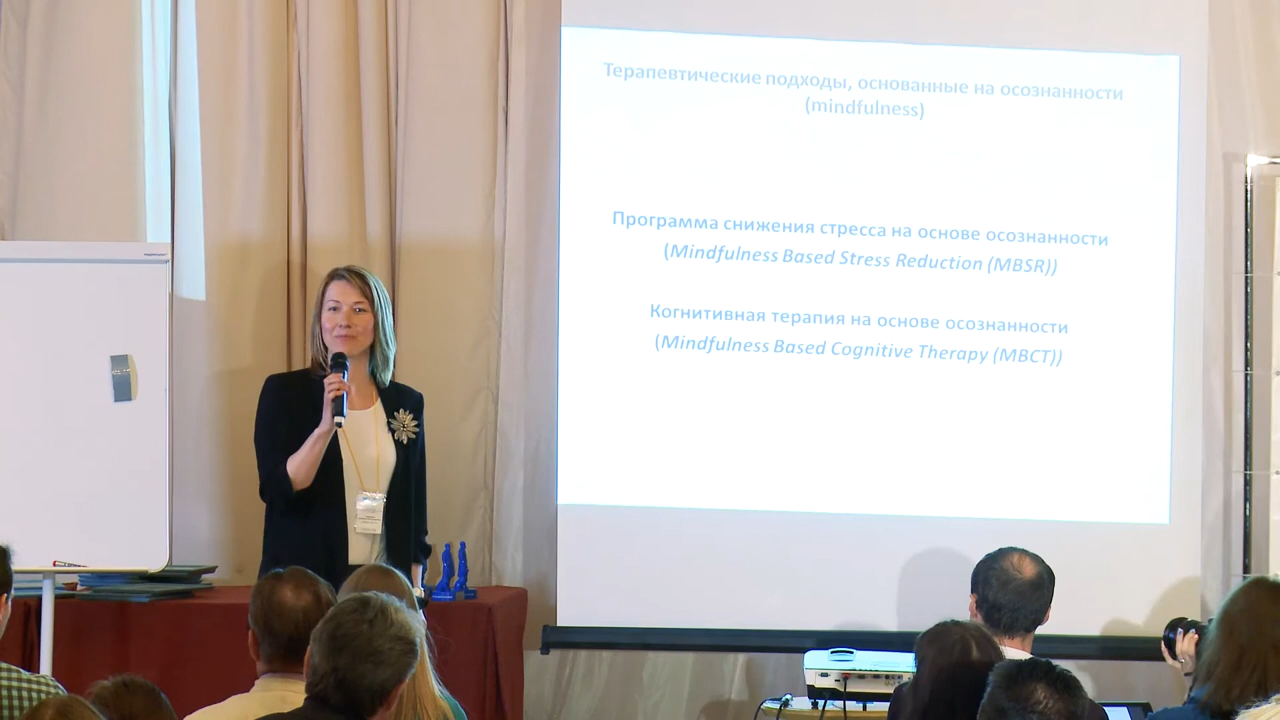 Терапевтические подходы, основанные на осознанности
(mindfulness)
Программа снижения стресса на основе осознанности
(Mindfulness Based Stress Reduction (MBSR))
Когнитивная терапия на основе осознанности
(Mindfulness Based Cognitive Therapy (MBCT))